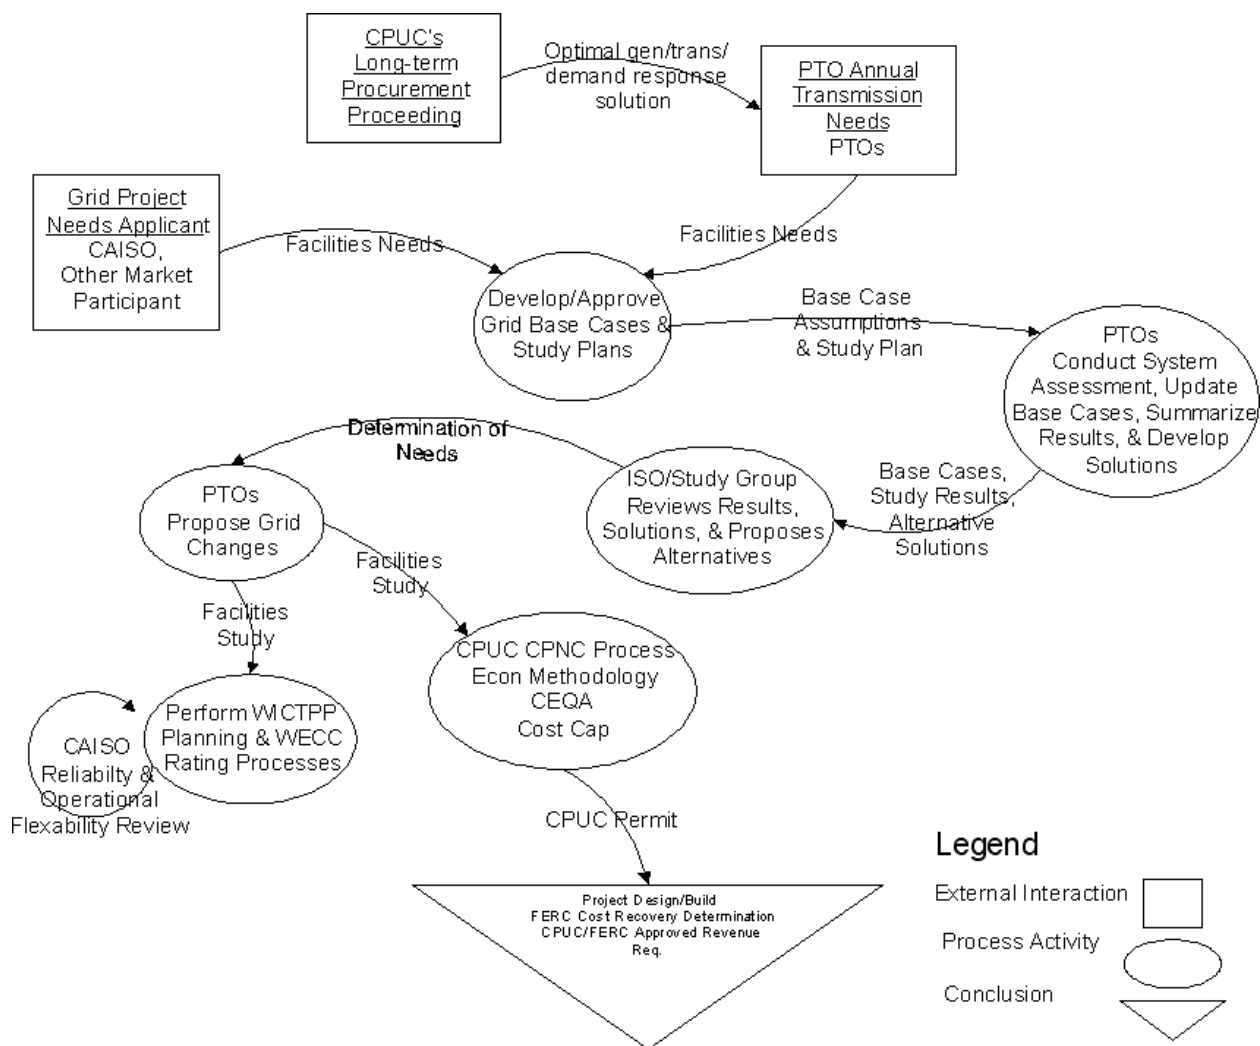 CPUC's
Long-term
Procurement
Proceeding
Optimal gen/trans/
demand response
solution
PTO Annual
Transmission
Needs
PTOs
Grid Project
Needs Applicant
CAISO,
Other Market
Participant
Facilities Needs
Facilities Needs
Develop/Approve
Grid Base Cases &
Study Plans
Base Case
Assumptions
& Study Plan
PTOs
Conduct System
Assessment, Update
Base Cases, Summarize
Results, & Develop
Solutions
Base Cases,
Study Results,
Alternative
Solutions
ISO/Study Group
Reviews Results,
Solutions, & Proposes
Alternatives
Determination of
Needs
PTOs
Propose Grid
Changes
Facilities
Study
Facilities
Study
CPUC CPNC Process
Econ Methodology
CEQA
Cost Cap
Perform WICTPP
Planning & WECC
Rating Processes
CAISO
Reliabilty &
Operational
Flexability Review
CPUC Permit
Project Design/Build
FERC Cost Recovery Determination
CPUC/FERC Approved Revenue
Req.
Legend
External Interaction
Process Activity
Conclusion